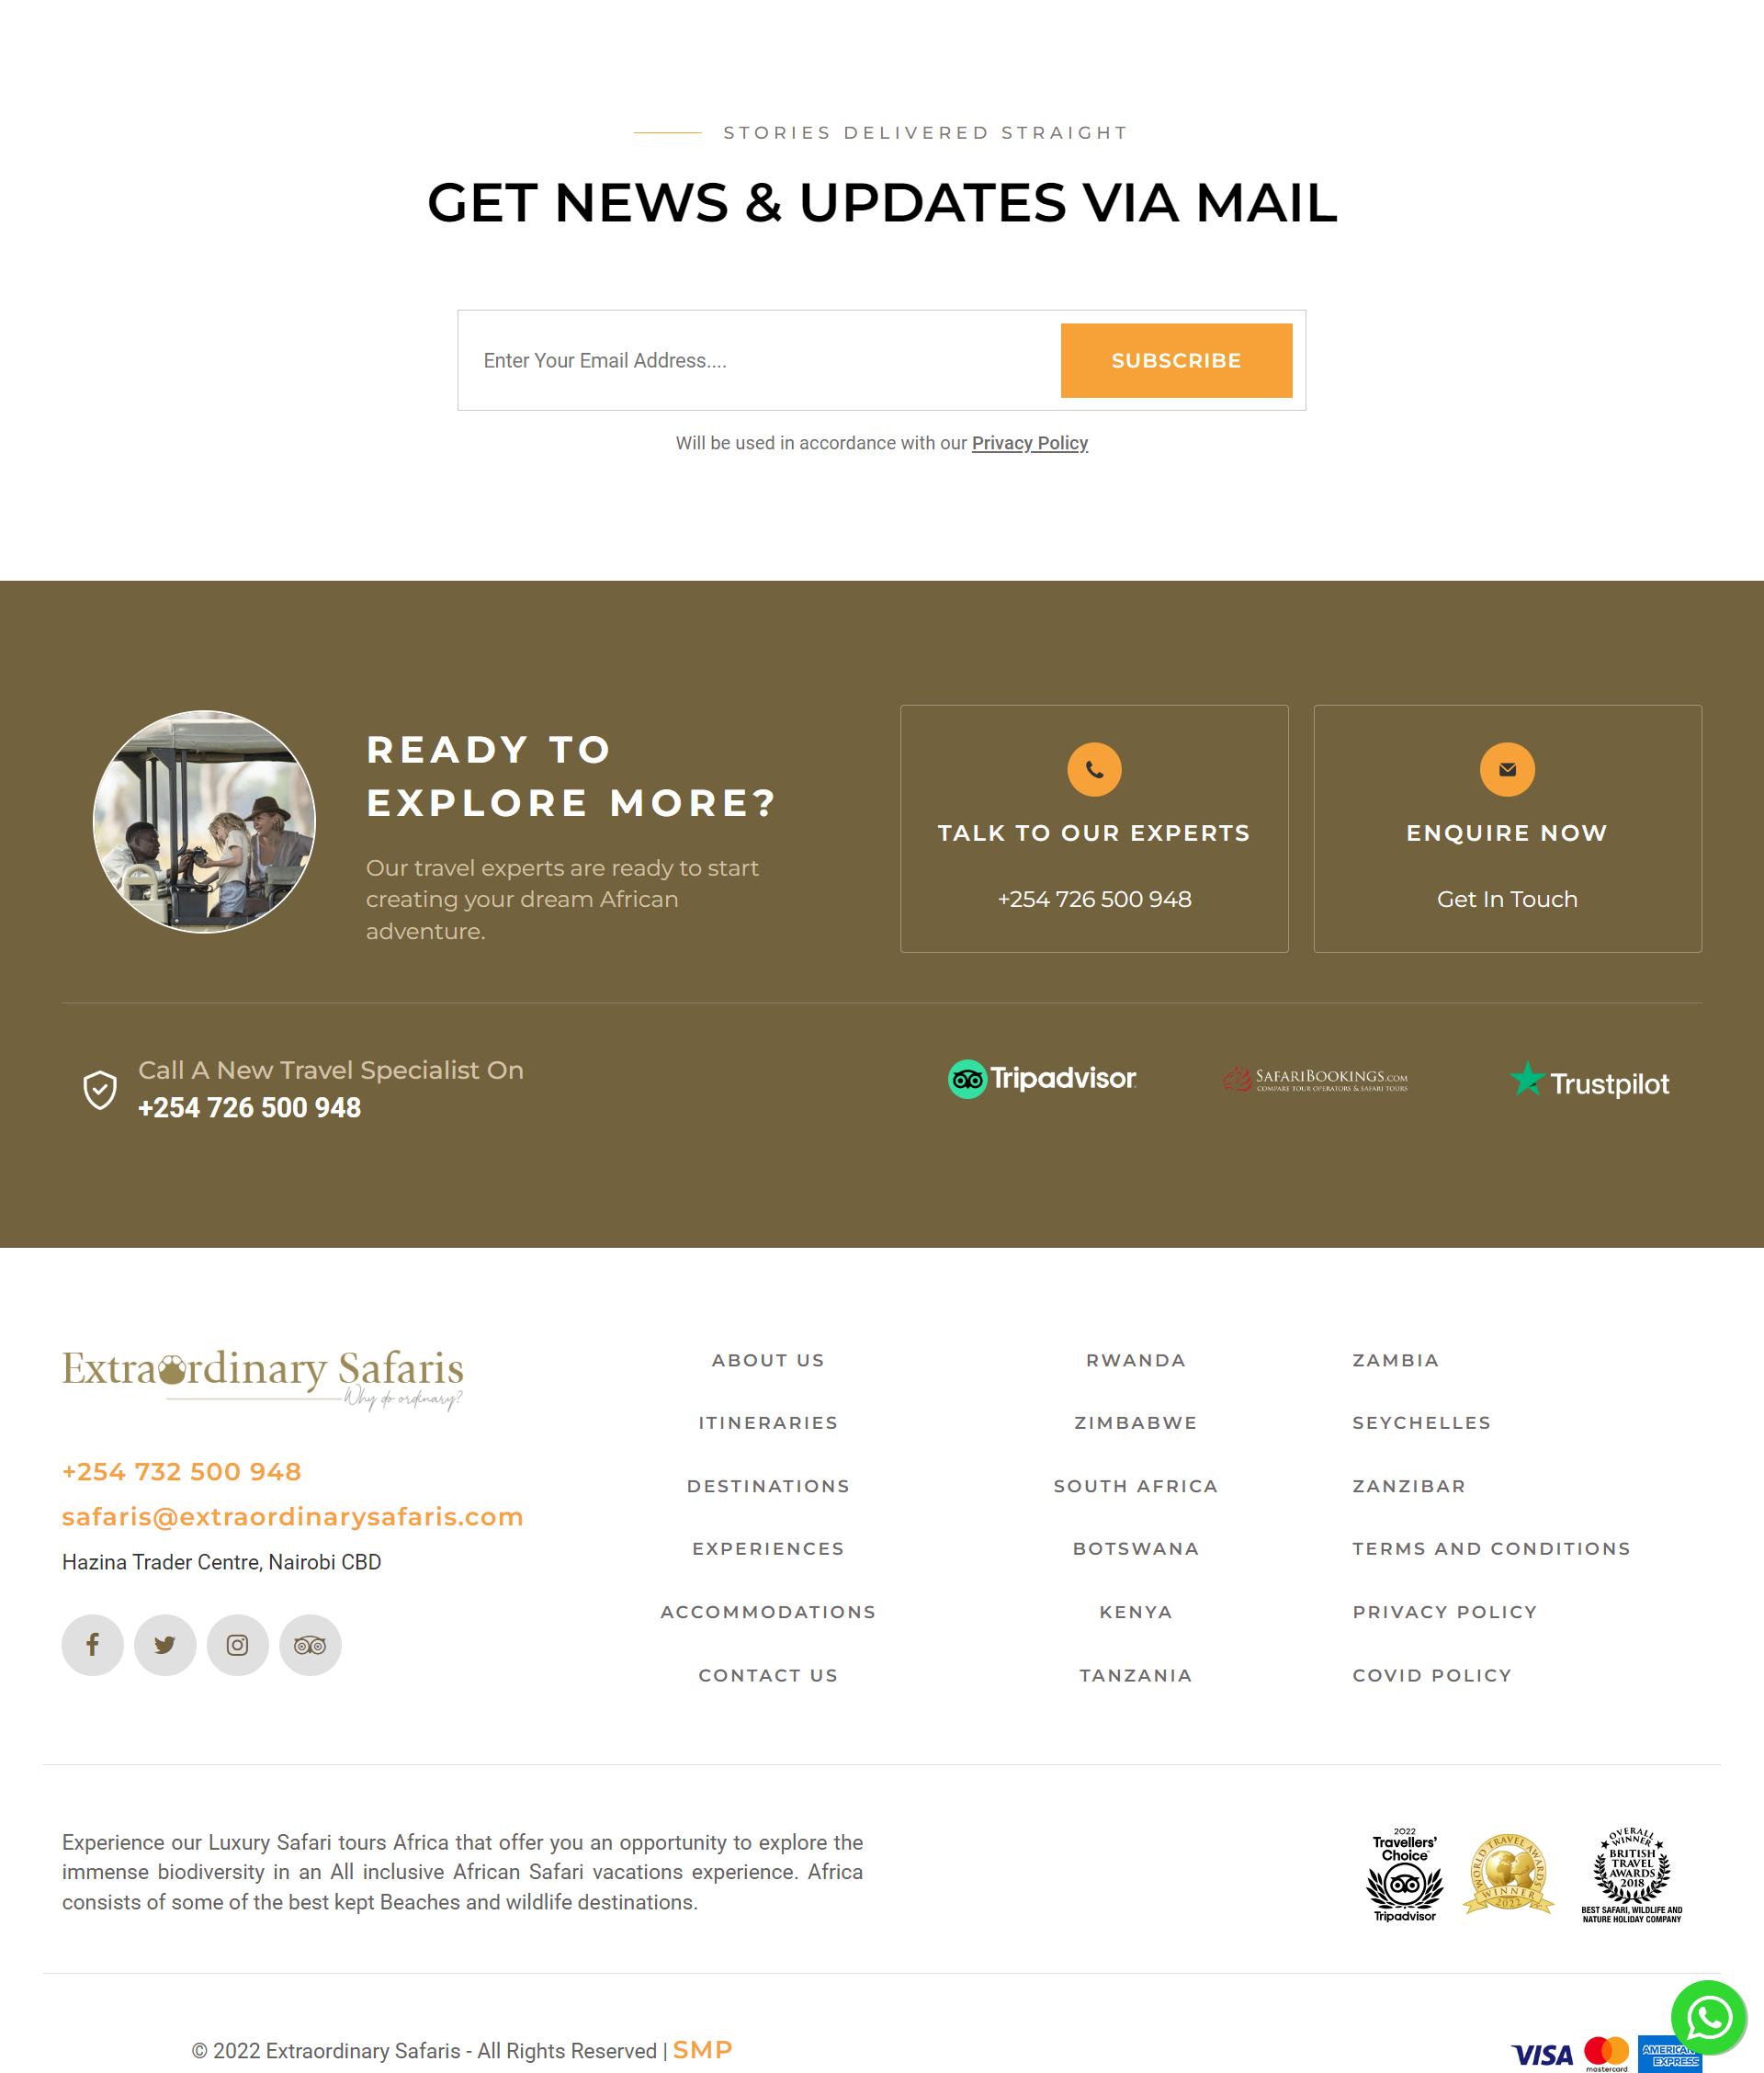 STORIES DELIVERED STRAIGHT
GET NEWS & UPDATES VIA MAIL
Enter Your Email Address....
SUBSCRIBE
Will be used in accordance with our Privacy Policy
READY TO
EXPLORE MORE?
Our travel experts are ready to start
creating your dream African
adventure.
TALK TO OUR EXPERTS
+254 726 500 948
ENQUIRE NOW
Get In Touch
Call A New Travel Specialist On
+254 726 500 948
Tripadvisor
SAFARIBOOKINGS.COM
COMPARE TOUR OPERATORS & SAFARI TOURS
Trustpilot
Extraordinary Safaris
Why do ordinary?
+254 732 500 948
safaris@extraordinarysafaris.com
Hazina Trader Centre, Nairobi CBD
ABOUT US
ITINERARIES
DESTINATIONS
EXPERIENCES
ACCOMMODATIONS
CONTACT US
RWANDA
ZIMBABWE
SOUTH AFRICA
BOTSWANA
KENYA
TANZANIA
ZAMBIA
SEYCHELLES
ZANZIBAR
TERMS AND CONDITIONS
PRIVACY POLICY
COVID POLICY
Experience our Luxury Safari tours Africa that offer you an opportunity to explore the
immense biodiversity in an All inclusive African Safari vacations experience. Africa
consists of some of the best kept Beaches and wildlife destinations.
2022
Travellers'
Choice
Tripadvisor
WORLD TRAVEL AWARDS
WINNER
2022
OVERALL
WINNER
BRITISH
TRAVEL
AWARDS
2018
BEST SAFARI, WILDLIFE AND
NATURE HOLIDAY COMPANY
© 2022 Extraordinary Safaris - All Rights Reserved | SMP
VISA
mastercard
AMERICAN
EXPRESS